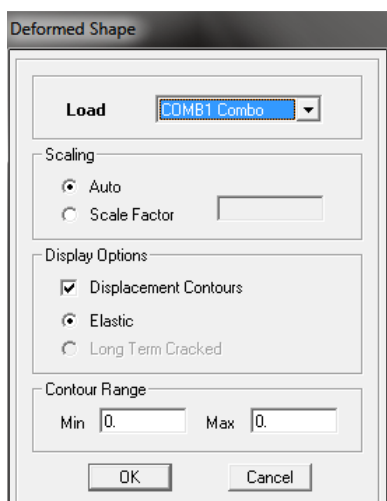 Deformed Shape
Load COMB1 Combo
Scaling
Auto
Scale Factor
Display Options
Displacement Contours
Elastic
Long Term Cracked
Contour Range
Min 0. Max 0.
OK Cancel